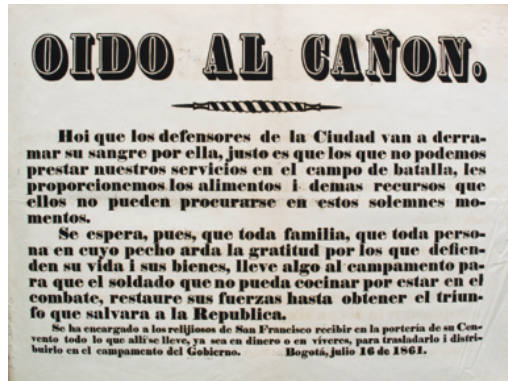 OIDO AL CAÑON.
Hoi que los defensores de la Ciudad van a derra-
mar su sangre por ella, justo es que los que no podemos
prestar nuestros servicios en el campo de batalla, les
proporcionemos los alimentos i demas recursos que
ellos no pueden procurarse en estos solemnes mo-
mentos.
Se espera, pues, que toda familia, que toda perso-
na en cuyo pecho arda la gratitud por los que defien-
den su vida i sus bienes, lleve algo al campamento pa-
ra que el soldado que no pueda cocinar por estar en el
combate, restaure sus fuerzas hasta obtener el triun-
fo que salvara a la Republica.
Se ha encargado a los relijiosos de San Francisco recibir en la portería de su Con-
vento todo lo que allí se lleve, ya sea en dinero o en víveres, para trasladarlo i distri-
buirlo en el campamento del Gobierno. Bogotá, julio 16 de 1861.